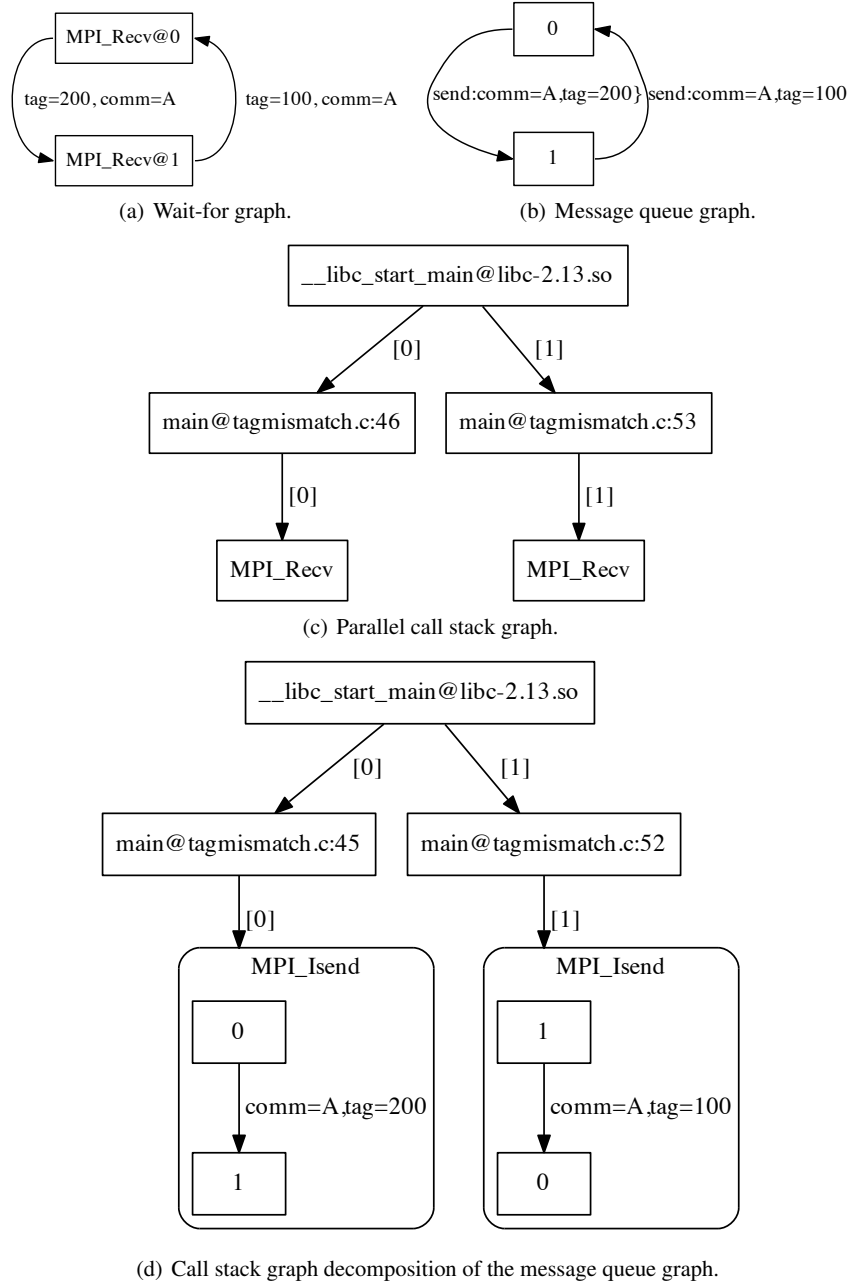 MPI_Recv@0
tag=200, comm=A
tag=100, comm=A
MPI_Recv@1
(a) Wait-for graph.
0
send:comm=A,tag=200}
send:comm=A,tag=100
1
(b) Message queue graph.
__libc_start_main@libc-2.13.so
[0]
[1]
main@tagmismatch.c:46
main@tagmismatch.c:53
[0]
[1]
MPI_Recv
MPI_Recv
(c) Parallel call stack graph.
__libc_start_main@libc-2.13.so
[0]
[1]
main@tagmismatch.c:45
main@tagmismatch.c:52
[0]
[1]
MPI_Isend
0
comm=A,tag=200
1
MPI_Isend
1
comm=A,tag=100
0
(d) Call stack graph decomposition of the message queue graph.